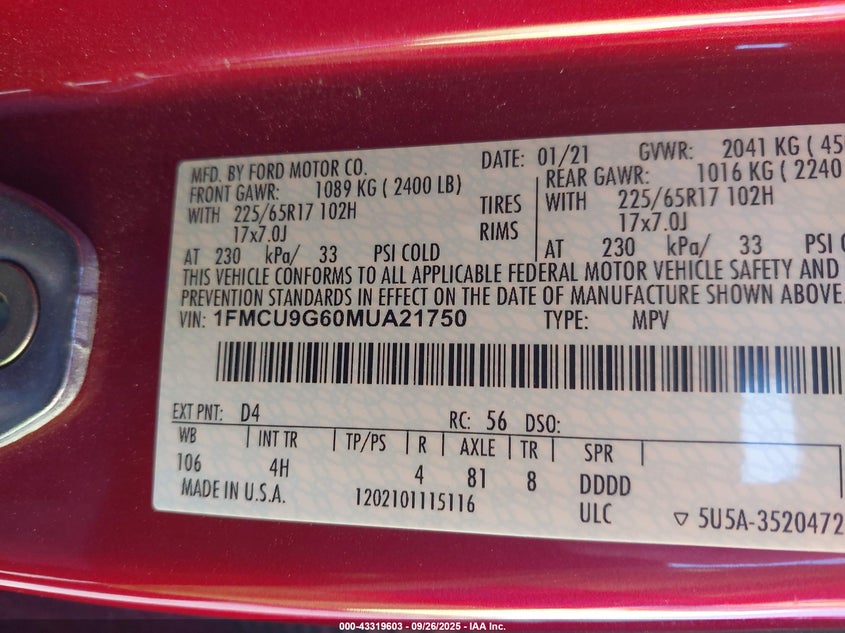 MFD. BY FORD MOTOR CO. DATE: 01/21 GVWR: 2041 KG ( 45
FRONT GAWR: 1089 KG ( 2400 LB) REAR GAWR: 1016 KG ( 2240
WITH 225/65R17 102H TIRES WITH 225/65R17 102H
17x7.0J RIMS 17x7.0J
AT 230 kPa/ 33 PSI COLD AT 230 kPa/ 33 PSI C
THIS VEHICLE CONFORMS TO ALL APPLICABLE FEDERAL MOTOR VEHICLE SAFETY AND
PREVENTION STANDARDS IN EFFECT ON THE DATE OF MANUFACTURE SHOWN ABOVE.
VIN: 1FMCU9G60MUA21750 TYPE: MPV
EXT PNT: D4 RC: 56 DSO:
WB INT TR TP/PS R AXLE TR SPR
106 4H 4 81 8 DDDD
MADE IN U.S.A. 1202101115116 ULC ▽ 5U5A-3520472
000-43319603 - 09/26/2025 - IAA Inc.